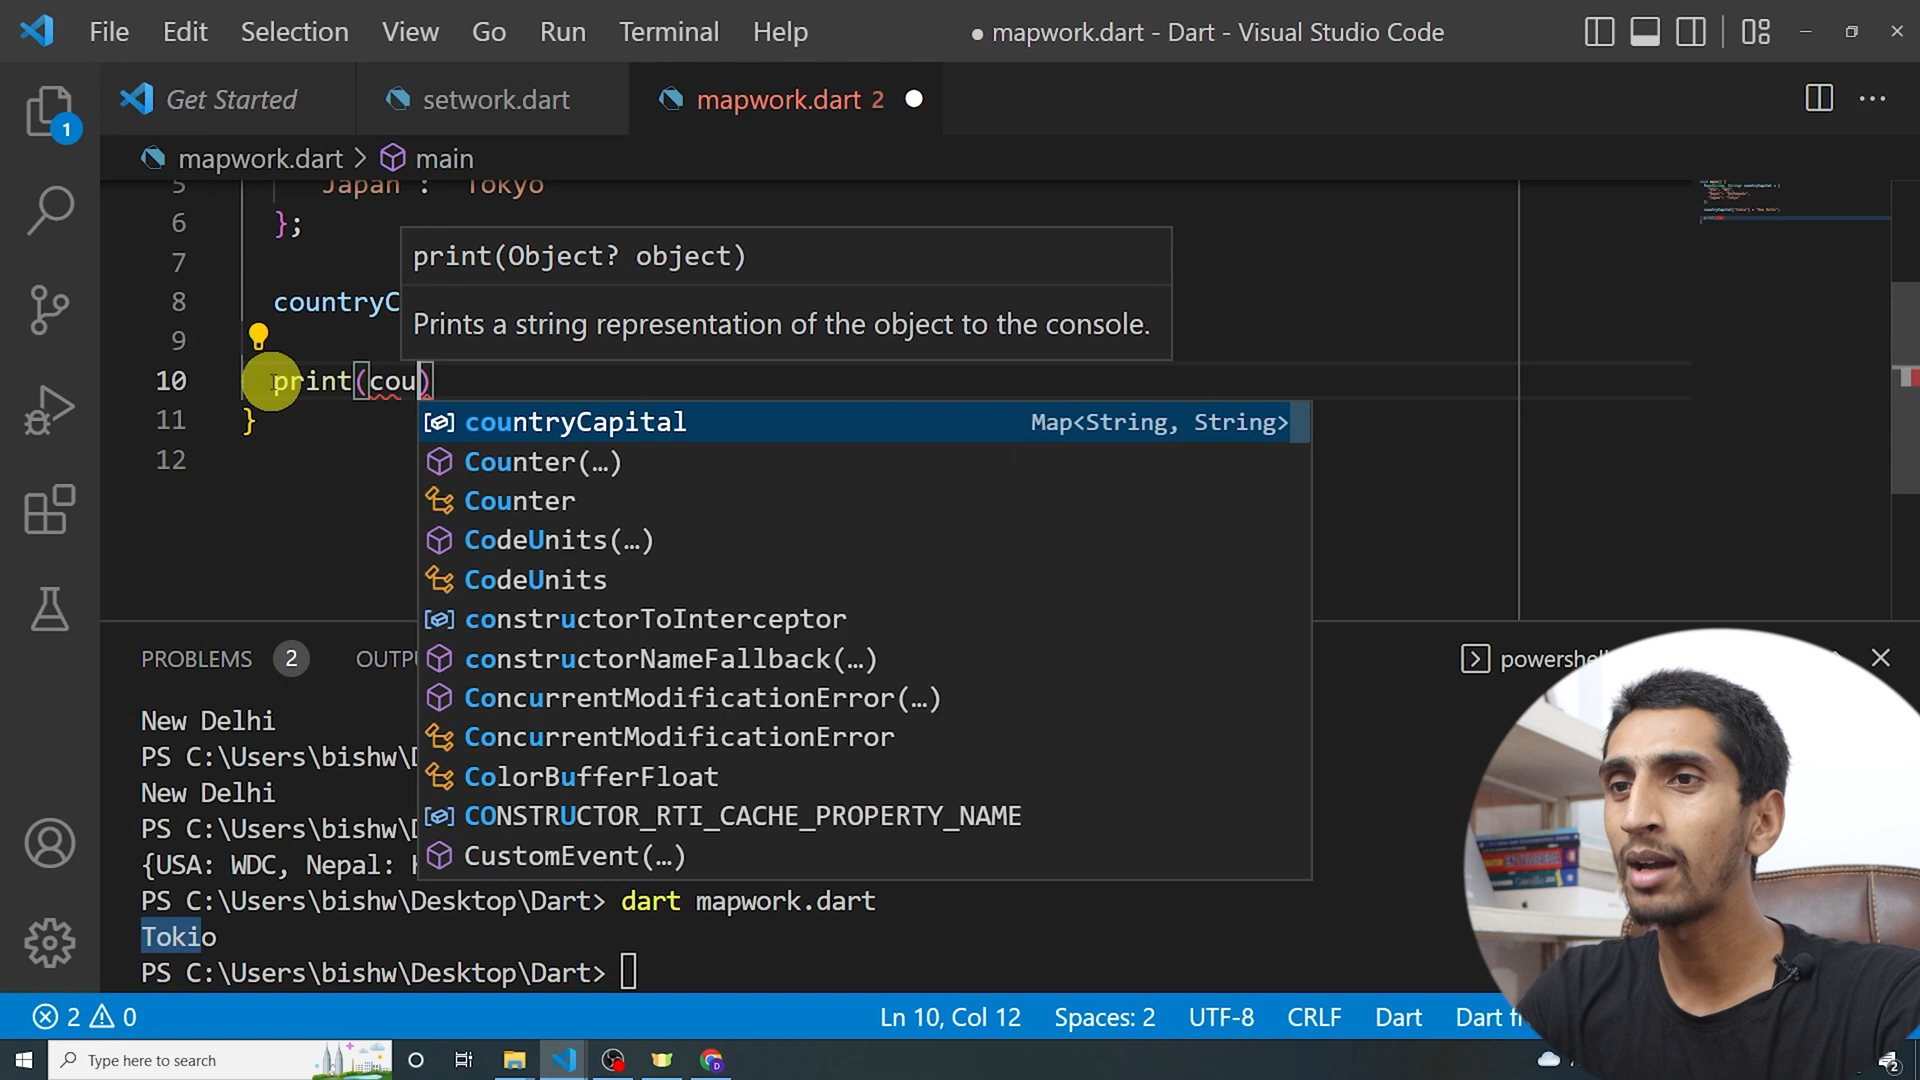 File Edit Selection View Go Run Terminal Help
● mapwork.dart - Dart - Visual Studio Code
Get Started
setwork.dart
mapwork.dart 2
1
mapwork.dart > main
5 Japan : Tokyo
6 };
7
8 countryC
9
10 print(cou)
11 }
12
print(Object? object)
Prints a string representation of the object to the console.
countryCapital Map<String, String>
Counter(…)
Counter
CodeUnits(…)
CodeUnits
constructorToInterceptor
constructorNameFallback(…)
ConcurrentModificationError(…)
ConcurrentModificationError
ColorBufferFloat
CONSTRUCTOR_RTI_CACHE_PROPERTY_NAME
CustomEvent(…)
PROBLEMS 2 OUTPU
New Delhi
PS C:\Users\bishw\D
New Delhi
PS C:\Users\bishw\D
{USA: WDC, Nepal: K
PS C:\Users\bishw\Desktop\Dart> dart mapwork.dart
Tokio
PS C:\Users\bishw\Desktop\Dart>
2 0
Ln 10, Col 12 Spaces: 2 UTF-8 CRLF Dart Dart
Type here to search
2